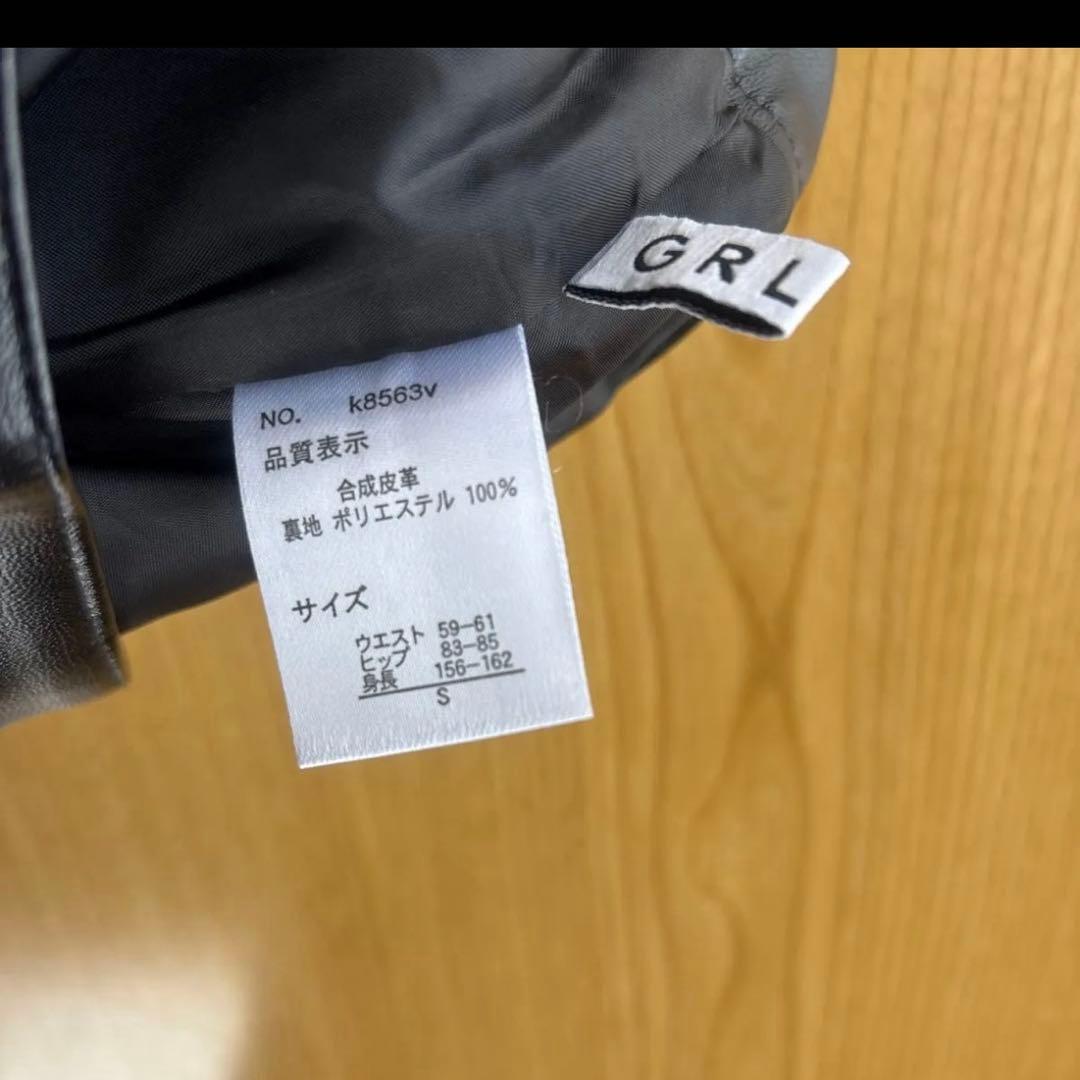 GRL
NO. k8563v
品質表示
合成皮革
裏地 ポリエステル 100%
サイズ
ウエスト 59-61
ヒップ 83-85
身長 156-162
S